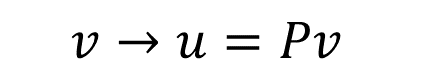 𝑣 → 𝑢 = 𝑃𝑣